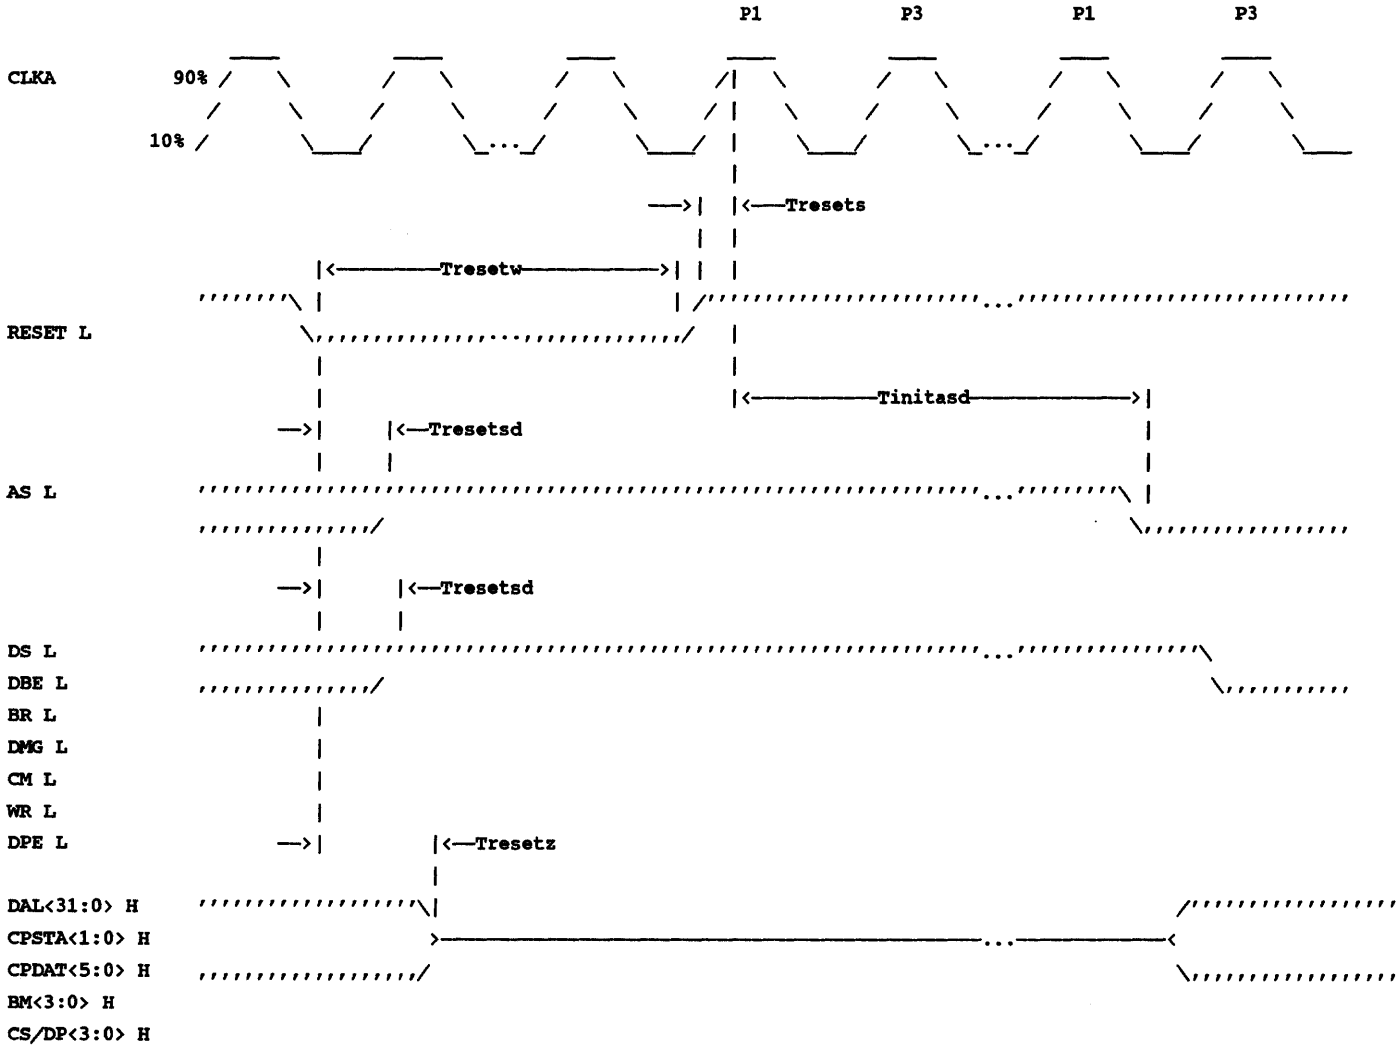 P1 P3 P1 P3
CLKA 90%
10%
Tresets
Tresetw
RESET L
Tinitasd
Tresetsd
AS L
Tresetsd
DS L
DBE L
BR L
DMG L
CM L
WR L
DPE L Tresetz
DAL<31:0> H
CPSTA<1:0> H
CPDAT<5:0> H
BM<3:0> H
CS/DP<3:0> H